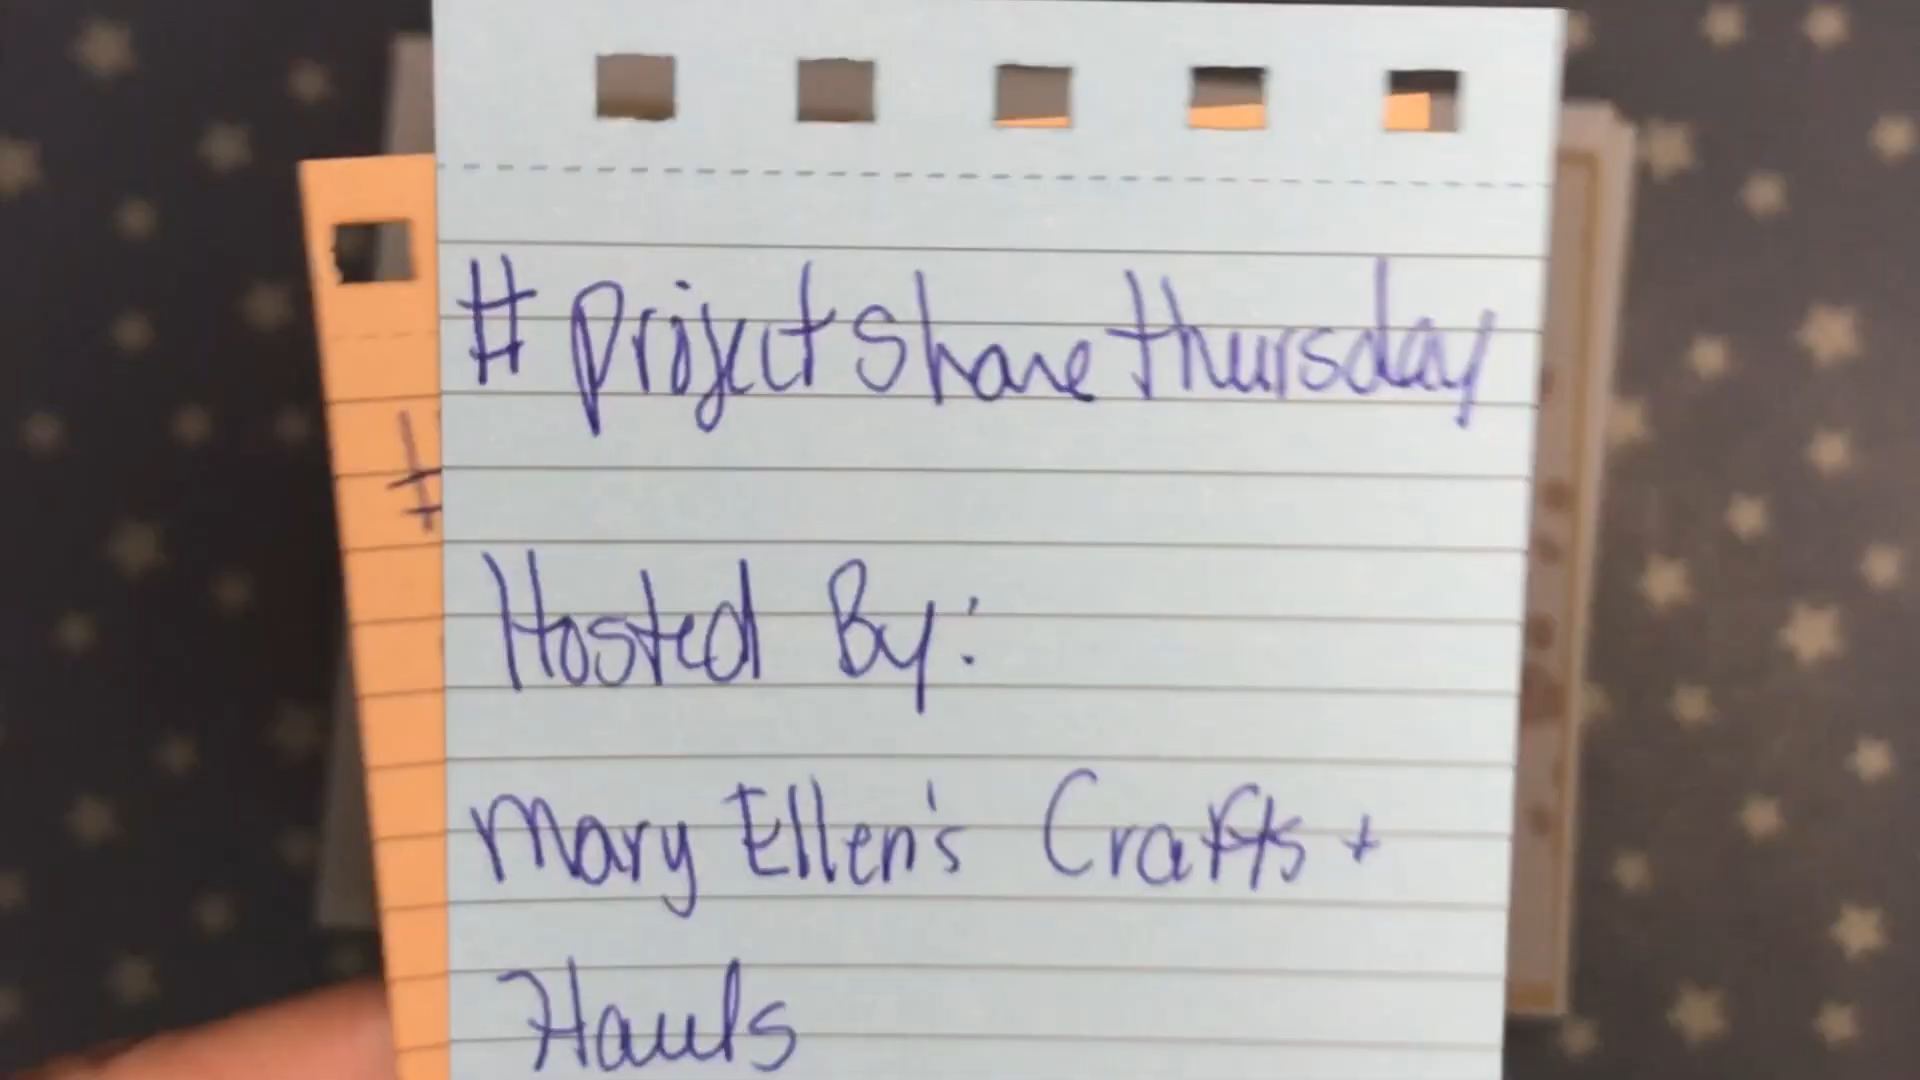 # projectsharethursday
#
Hosted By:
Mary Ellen's Crafts +
Hauls